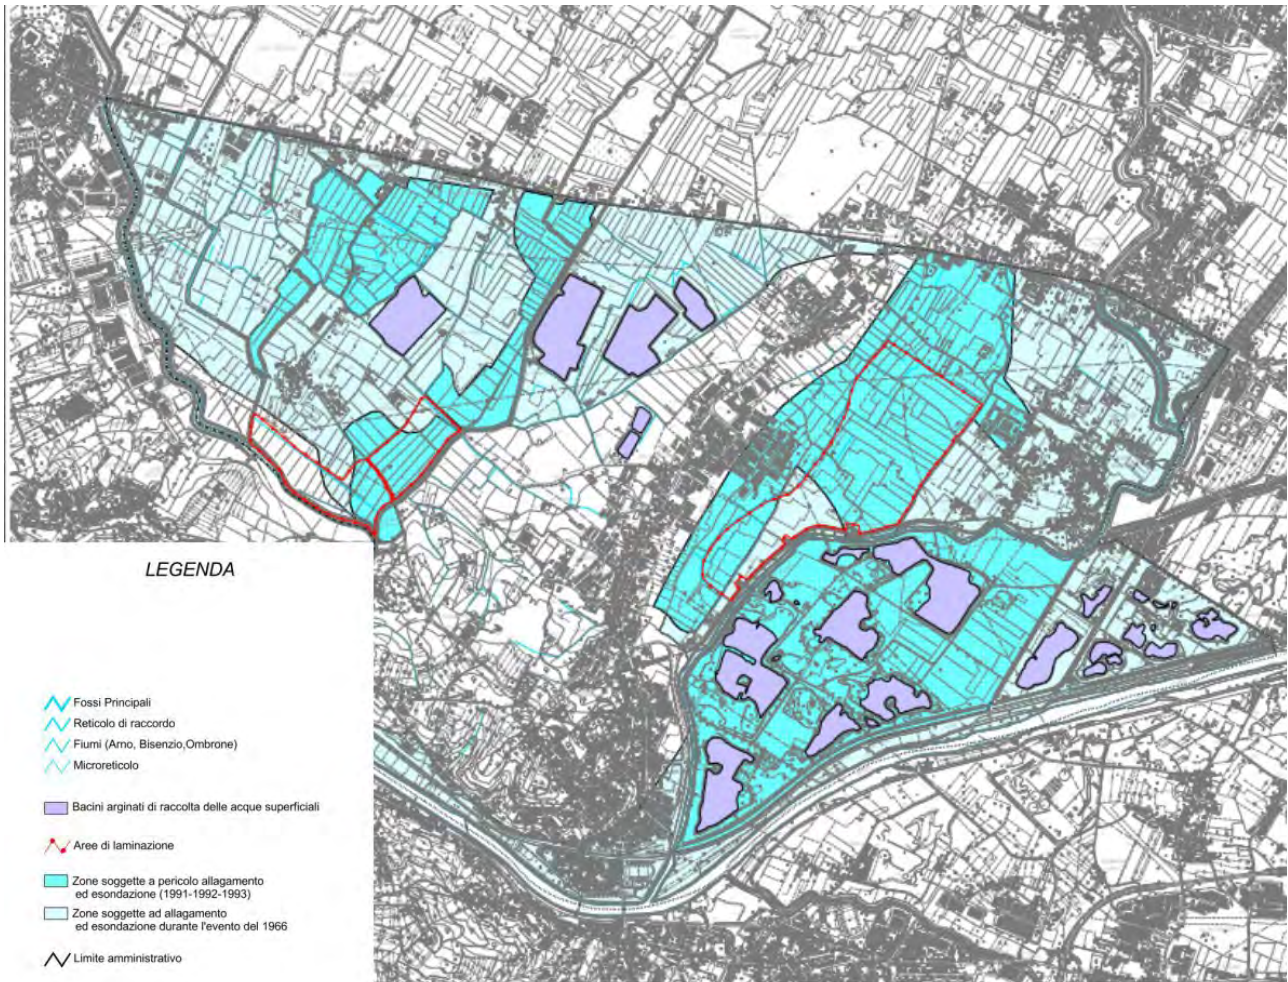 LEGENDA
Fossi Principali
Reticolo di raccordo
Fiumi (Arno, Bisenzio,Ombrone)
Microreticolo
Bacini arginati di raccolta delle acque superficiali
Aree di laminazione
Zone soggette a pericolo allagamento
ed esondazione (1991-1992-1993)
Zone soggette ad allagamento
ed esondazione durante l'evento del 1966
Limite amministrativo